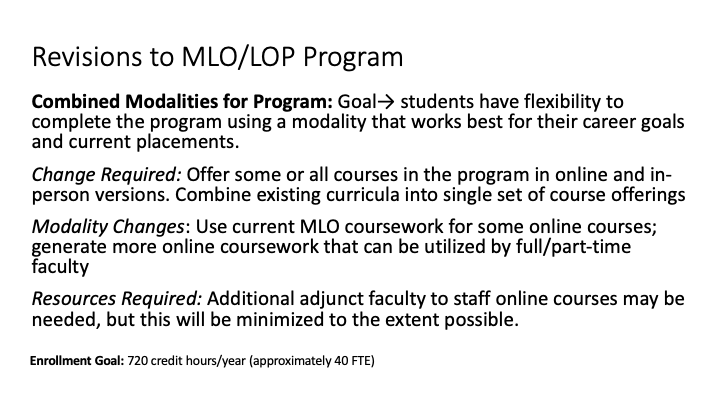 Revisions to MLO/LOP Program
Combined Modalities for Program: Goal→ students have flexibility to
complete the program using a modality that works best for their career goals
and current placements.
Change Required: Offer some or all courses in the program in online and in-
person versions. Combine existing curricula into single set of course offerings
Modality Changes: Use current MLO coursework for some online courses;
generate more online coursework that can be utilized by full/part-time
faculty
Resources Required: Additional adjunct faculty to staff online courses may be
needed, but this will be minimized to the extent possible.
Enrollment Goal: 720 credit hours/year (approximately 40 FTE)